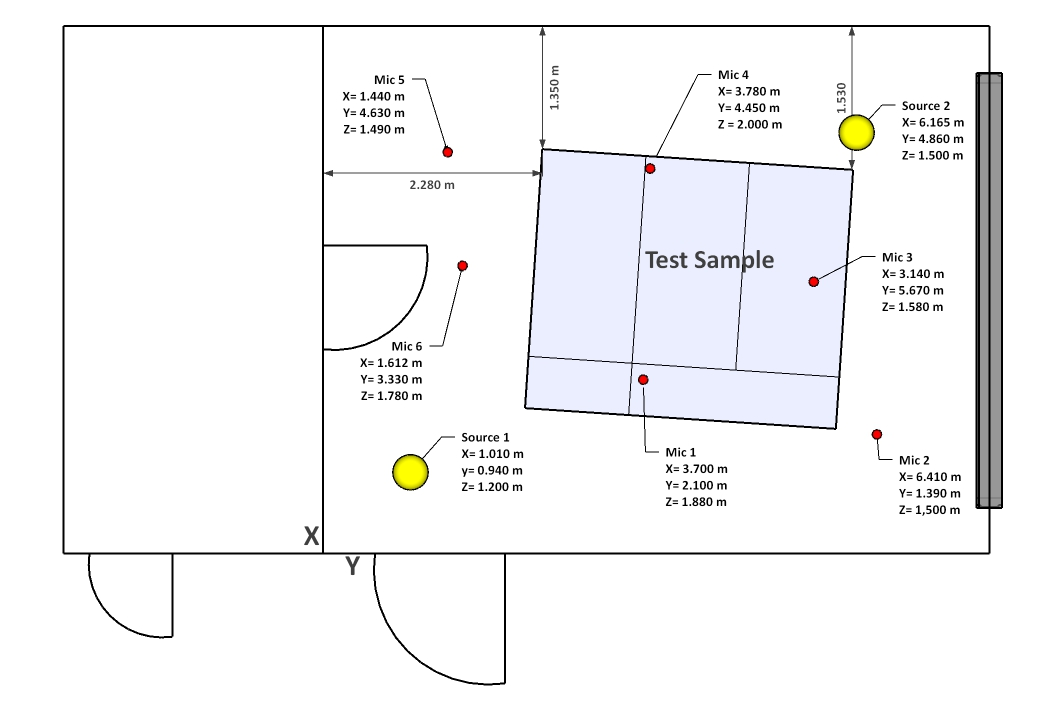 Mic 5
X= 1.440 m
Y= 4.630 m
Z= 1.490 m
1.350 m
Mic 4
X= 3.780 m
Y= 4.450 m
Z = 2.000 m
1.530
Source 2
X= 6.165 m
Y= 4.860 m
Z= 1.500 m
2.280 m
Test Sample
Mic 3
X= 3.140 m
Y= 5.670 m
Z= 1.580 m
Mic 6
X= 1.612 m
Y= 3.330 m
Z= 1.780 m
Source 1
X= 1.010 m
y= 0.940 m
Z= 1.200 m
Mic 1
X= 3.700 m
Y= 2.100 m
Z= 1.880 m
Mic 2
X= 6.410 m
Y= 1.390 m
Z= 1,500 m
X
Y